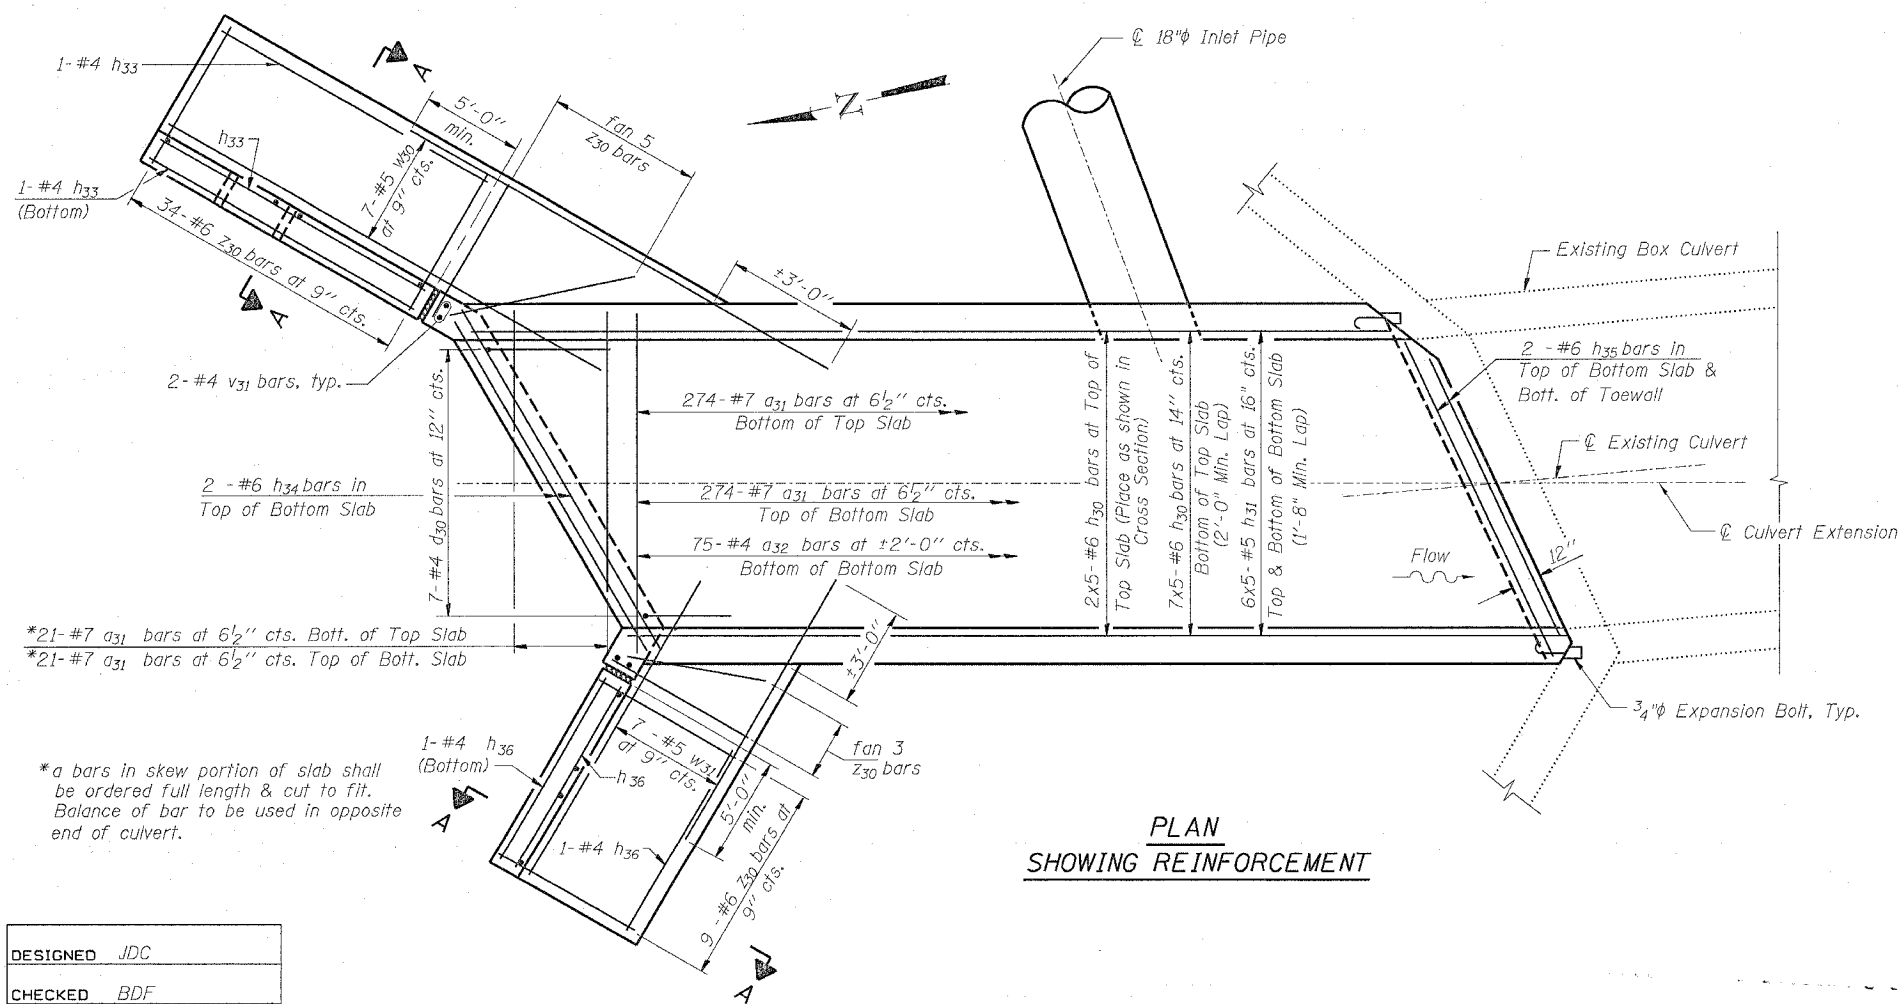 1-#4 h33
A
5'-0"
min.
fan 5
z30 bars
N
℄ 18"ϕ Inlet Pipe
h33
7-#5 w30
at 9" cts.
1-#4 h33
(Bottom)
34-#6 z30 bars at 9" cts.
A
±3'-0"
Existing Box Culvert
2-#4 v31 bars, typ.
7-#4 d30 bars at 12" cts.
274-#7 a31 bars at 6½" cts.
Bottom of Top Slab
2x5-#6 h30 bars at Top of
Top Slab (Place as shown in
Cross Section)
7x5-#6 h30 bars at 14" cts.
Bottom of Top Slab
(2'-0" Min. Lap)
6x5-#5 h31 bars at 16" cts.
Top & Bottom of Bottom Slab
(1'-8" Min. Lap)
2 -#6 h35 bars in
Top of Bottom Slab &
Bott. of Toewall
℄ Existing Culvert
2 -#6 h34 bars in
Top of Bottom Slab
274-#7 a31 bars at 6½" cts.
Top of Bottom Slab
℄ Culvert Extension
75-#4 a32 bars at ±2'-0" cts.
Bottom of Bottom Slab
Flow
12"
*21-#7 a31 bars at 6½" cts. Bott. of Top Slab
*21-#7 a31 bars at 6½" cts. Top of Bott. Slab
±3'-0"
¾"ϕ Expansion Bolt, Typ.
1-#4 h36
(Bottom)
7 -#5 w31
at 9" cts.
h36
fan 3
z30 bars
*a bars in skew portion of slab shall
be ordered full length & cut to fit.
Balance of bar to be used in opposite
end of culvert.
A
5'-0"
min.
1-#4 h36
9 -#6 z30 bars at
9" cts.
A
PLAN
SHOWING REINFORCEMENT
DESIGNED JDC
CHECKED BDF